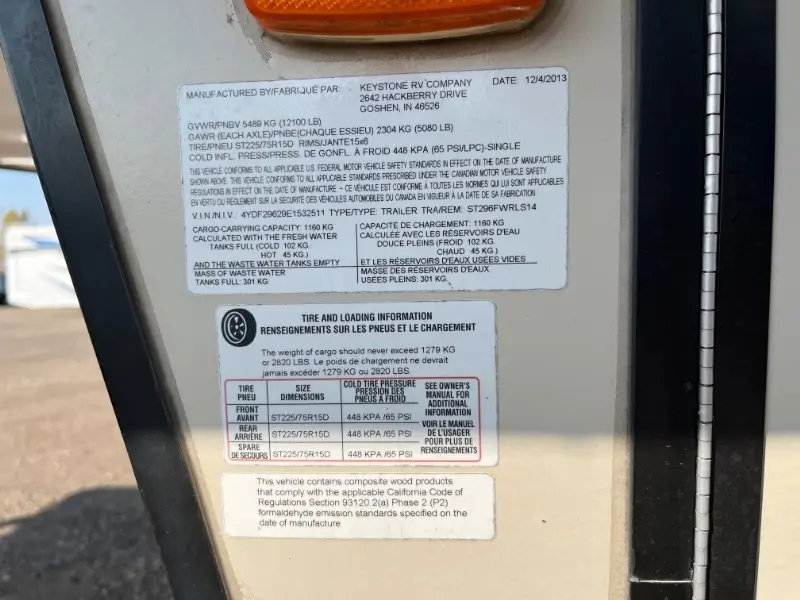 MANUFACTURED BY/FABRIQUÉ PAR: KEYSTONE RV COMPANY DATE: 12/4/2013
2642 HACKBERRY DRIVE
GOSHEN, IN 46526
GVWR/PNBV 5489 KG (12100 LB)
GAWR (EACH AXLE)/PNBE(CHAQUE ESSIEU) 2304 KG (5080 LB)
TIRE/PNEU ST225/75R15D RIMS/JANTE15x6
COLD INFL. PRESS/PRESS. DE GONFL. À FROID 448 KPA (65 PSI/LPC)-SINGLE
THIS VEHICLE CONFORMS TO ALL APPLICABLE U.S. FEDERAL MOTOR VEHICLE SAFETY STANDARDS IN EFFECT ON THE DATE OF MANUFACTURE
SHOWN ABOVE. THIS VEHICLE CONFORMS TO ALL APPLICABLE STANDARDS PRESCRIBED UNDER THE CANADIAN MOTOR VEHICLE SAFETY
REGULATIONS IN EFFECT ON THE DATE OF MANUFACTURE - CE VÉHICULE EST CONFORME À TOUTES LES NORMES QUI LUI SONT APPLICABLES
EN VERTU DU RÈGLEMENT SUR LA SÉCURITÉ DES VÉHICULES AUTOMOBILES DU CANADA EN VIGUEUR À LA DATE DE SA FABRICATION
V.I.N./N.I.V.: 4YDF29629E1532511 TYPE/TYPE: TRAILER TRA/REM: ST296FWRLS14
CARGO-CARRYING CAPACITY: 1160 KG
CALCULATED WITH THE FRESH WATER
TANKS FULL (COLD 102 KG.
HOT 45 KG.)
AND THE WASTE WATER TANKS EMPTY
MASS OF WASTE WATER
TANKS FULL: 301 KG
CAPACITÉ DE CHARGEMENT: 1160 KG
CALCULÉE AVEC LES RÉSERVOIRS D'EAU
DOUCE PLEINS (FROID 102 KG.
CHAUD 45 KG.)
ET LES RÉSERVOIRS D'EAUX USÉES VIDES
MASSE DES RÉSERVOIRS D'EAUX
USÉES PLEINS: 301 KG
TIRE AND LOADING INFORMATION
RENSEIGNEMENTS SUR LES PNEUS ET LE CHARGEMENT
The weight of cargo should never exceed 1279 KG
or 2820 LBS. Le poids de chargement ne devrait
jamais excéder 1279 KG ou 2820 LBS
TIRE PNEU
SIZE DIMENSIONS
COLD TIRE PRESSURE
PRESSION DES
PNEUS A FROID
FRONT AVANT ST225/75R15D 448 KPA /65 PSI
REAR ARRIÈRE ST225/75R15D 448 KPA /65 PSI
SPARE DE SECOURS ST225/75R15D 448 KPA /65 PSI
SEE OWNER'S
MANUAL FOR
ADDITIONAL
INFORMATION
VOIR LE MANUEL
DE L'USAGER
POUR PLUS DE
RENSEIGNEMENTS
This vehicle contains composite wood products
that comply with the applicable California Code of
Regulations Section 93120.2(a) Phase 2 (P2)
formaldehyde emission standards specified on the
date of manufacture